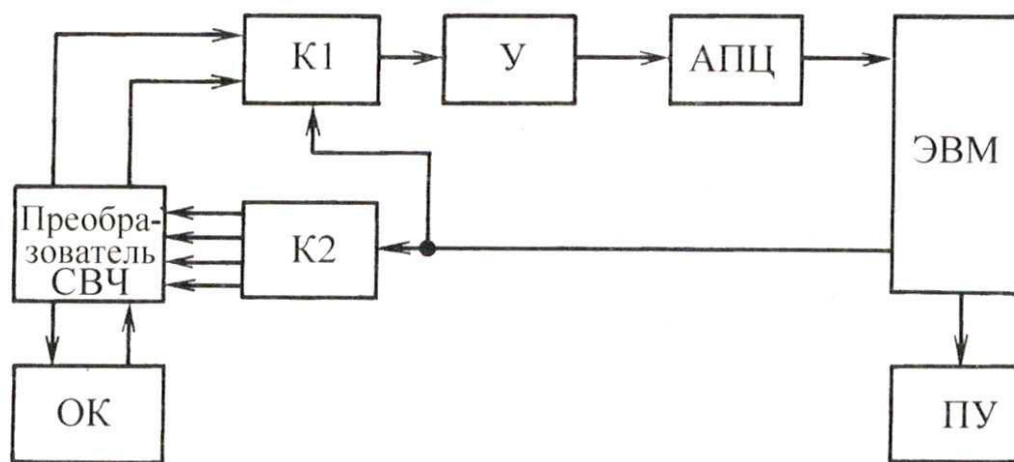 К1
У
АПЦ
ЭВМ
Преобра-
зователь
СВЧ
К2
ОК
ПУ